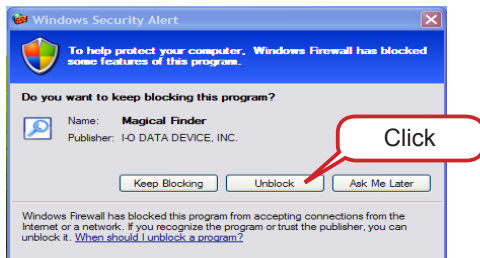 Windows Security Alert
To help protect your computer, Windows Firewall has blocked
some features of this program.
Do you want to keep blocking this program?
Name: Magical Finder
Publisher: I-O DATA DEVICE, INC.
Click
Keep Blocking Unblock Ask Me Later
Windows Firewall has blocked this program from accepting connections from the
Internet or a network. If you recognize the program or trust the publisher, you can
unblock it. When should I unblock a program?